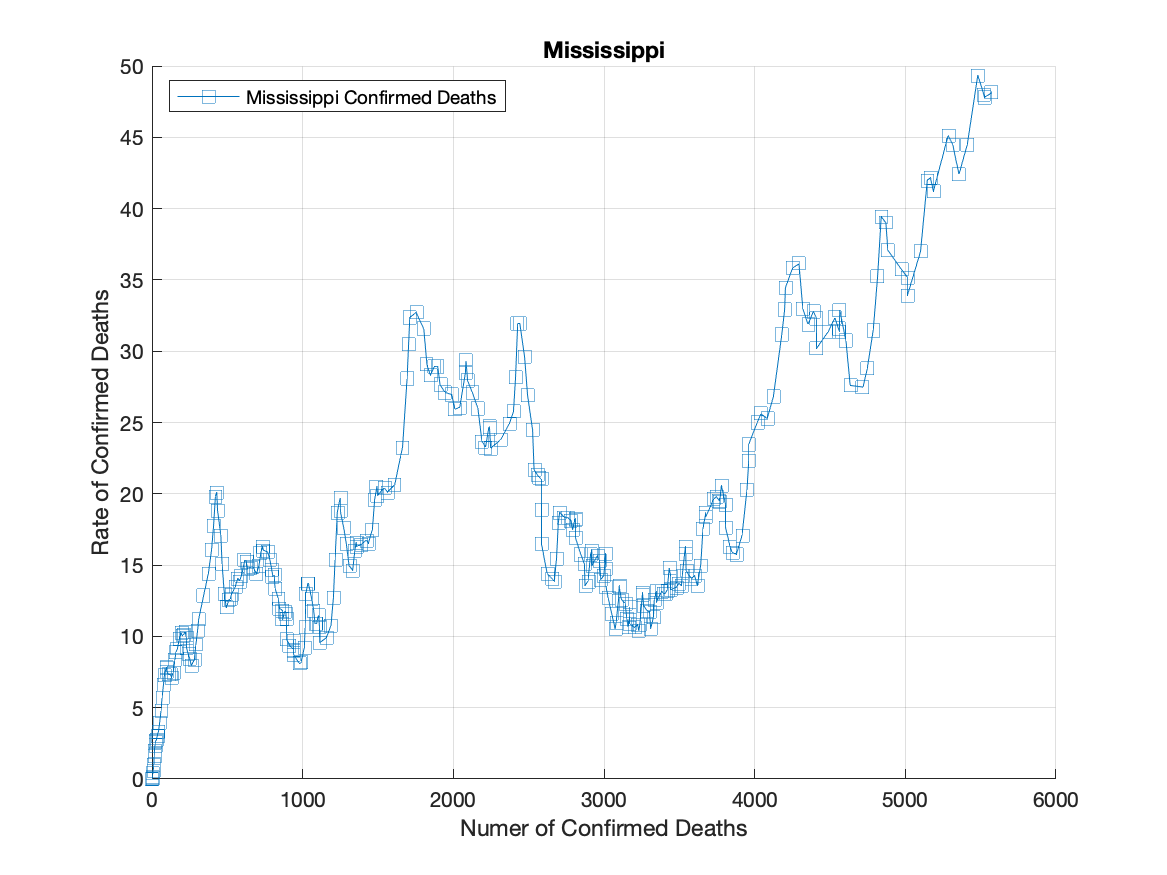 Mississippi
Mississippi Confirmed Deaths
Rate of Confirmed Deaths
50
45
40
35
30
25
20
15
10
5
0
0 1000 2000 3000 4000 5000 6000
Numer of Confirmed Deaths